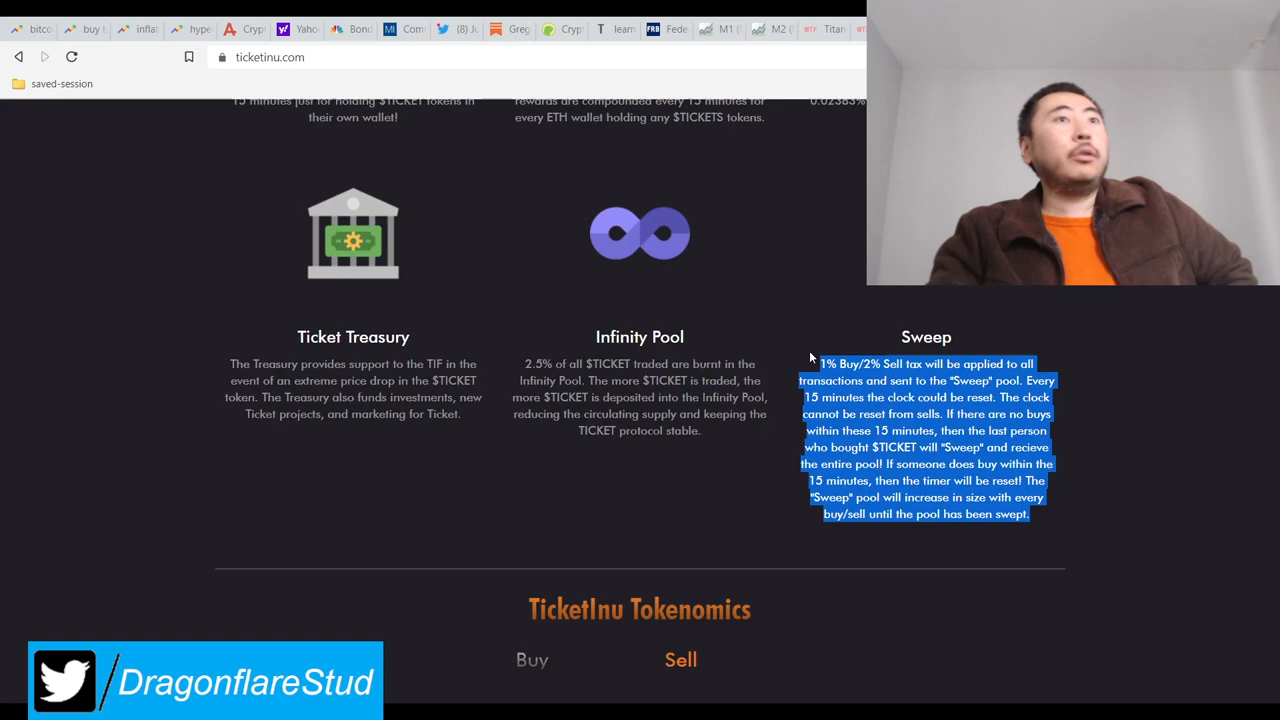 bitco
buy l
inflat
hype
Crypt
Yaho
Bond
MI
Com
(8) Ju
Greg
Crypt
T
learn
FRB
Fede
M1 (
M2 (
MTF
Titan
ticketinu.com
saved-session
15 minutes just for holding $TICKET tokens in
their own wallet!
rewards are compounded every 15 minutes for
every ETH wallet holding any $TICKETS tokens.
0.02383%
Ticket Treasury
The Treasury provides support to the TIF in the
event of an extreme price drop in the $TICKET
token. The Treasury also funds investments, new
Ticket projects, and marketing for Ticket.
Infinity Pool
2.5% of all $TICKET traded are burnt in the
Infinity Pool. The more $TICKET is traded, the
more $TICKET is deposited into the Infinity Pool,
reducing the circulating supply and keeping the
TICKET protocol stable.
Sweep
1% Buy/2% Sell tax will be applied to all
transactions and sent to the "Sweep" pool. Every
15 minutes the clock could be reset. The clock
cannot be reset from sells. If there are no buys
within these 15 minutes, then the last person
who bought $TICKET will "Sweep" and recieve
the entire pool! If someone does buy within the
15 minutes, then the timer will be reset! The
"Sweep" pool will increase in size with every
buy/sell until the pool has been swept.
TicketInu Tokenomics
Buy
Sell
/DragonflareStud